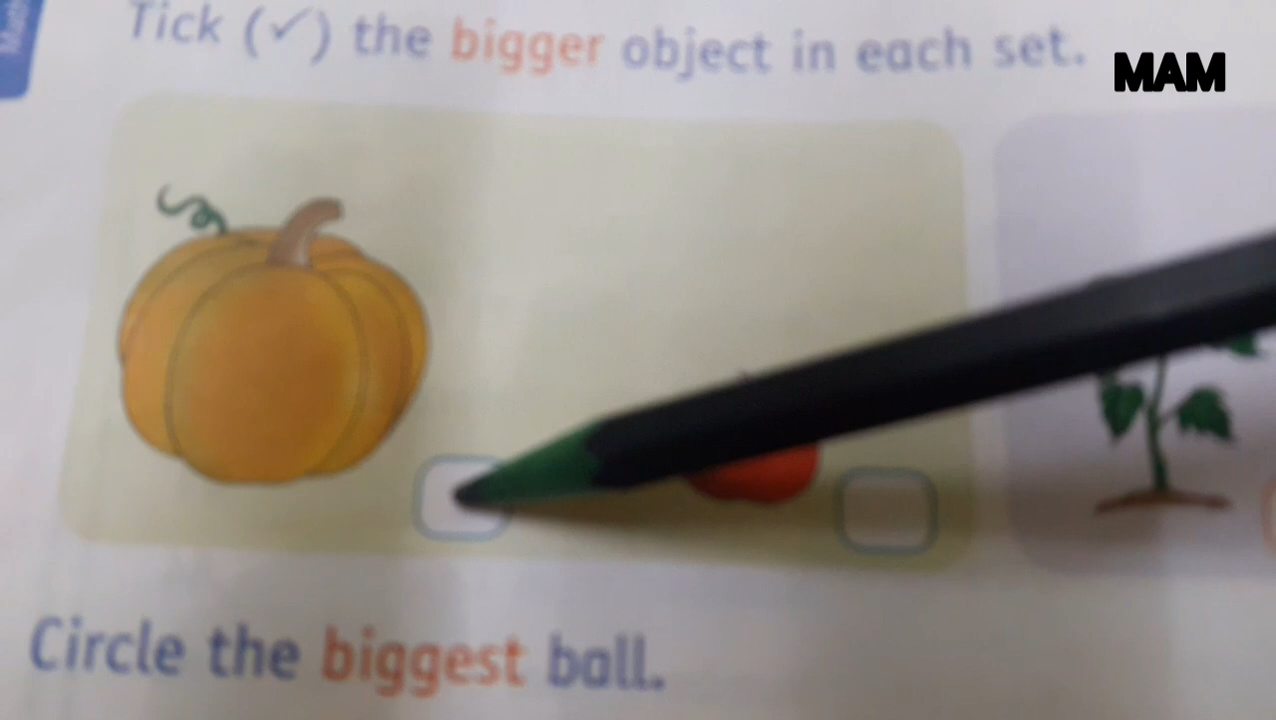 Tick (✓) the bigger object in each set.
MAM
Circle the biggest ball.